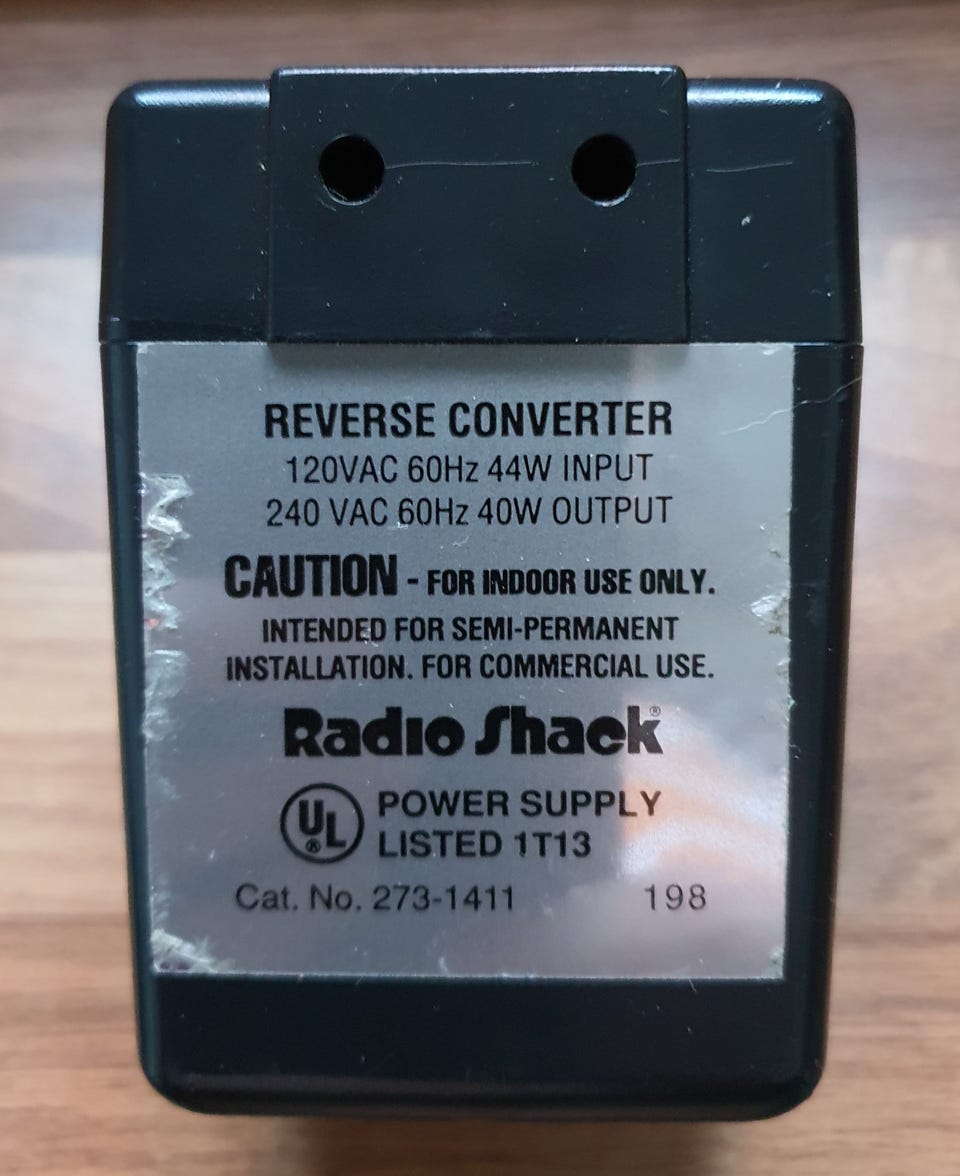 REVERSE CONVERTER
120VAC 60Hz 44W INPUT
240 VAC 60Hz 40W OUTPUT
CAUTION - FOR INDOOR USE ONLY.
INTENDED FOR SEMI-PERMANENT
INSTALLATION. FOR COMMERCIAL USE.
Radio Shack®
UL® POWER SUPPLY
LISTED 1T13
Cat. No. 273-1411 198